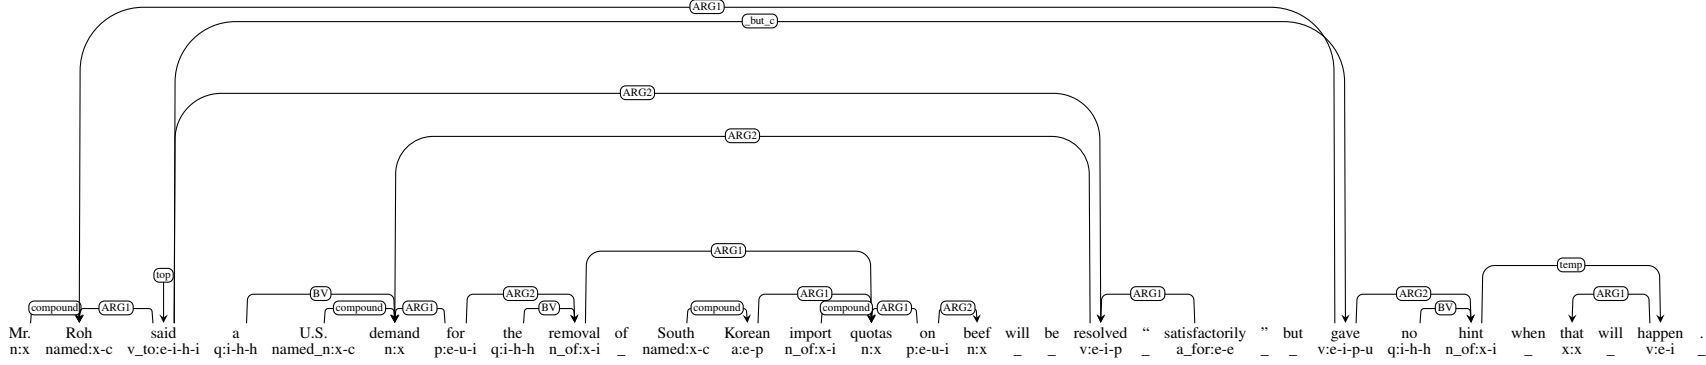 ARG1
_but_c
ARG2
ARG2
ARG1
temp
top
BV ARG2 ARG1 ARG1 ARG2 ARG1
compound ARG1 compound ARG1 BV compound compound ARG1 ARG2 BV
Mr. Roh said a U.S. demand for the removal of South Korean import quotas on beef will be resolved “ satisfactorily ” but gave no hint when that will happen .
n:x named:x-c v_to:e-i-h-i q:i-h-h named_n:x-c n:x p:e-u-i q:i-h-h n_of:x-i _ named:x-c a:e-p n_of:x-i n:x p:e-u-i n:x _ _ v:e-i-p _ a_for:e-e _ _ v:e-i-p-u q:i-h-h n_of:x-i _ x:x _ v:e-i _